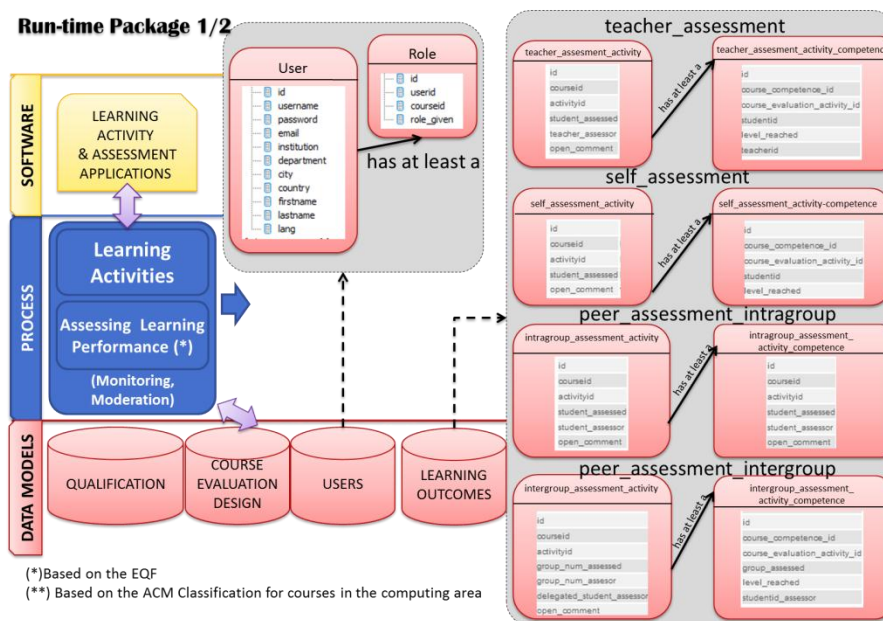 Run-time Package 1/2
SOFTWARE
LEARNING
ACTIVITY
& ASSESSMENT
APPLICATIONS
PROCESS
Learning
Activities
Assessing Learning
Performance (*)
(Monitoring,
Moderation)
DATA MODELS
QUALIFICATION
COURSE
EVALUATION
DESIGN
USERS
LEARNING
OUTCOMES
User
id
username
password
email
institution
department
city
country
firstname
lastname
lang
Role
id
userid
courseid
role_given
has at least a
teacher_assessment
teacher_assesment_activity
id
courseid
activityid
student_assessed
teacher_assessor
open_comment
has at least a
teacher_assesment_activity_competence
id
course_competence_id
course_evaluation_activity_id
studentid
level_reached
teacherid
self_assessment
self_assessment_activity
id
courseid
activityid
student_assessed
open_comment
has at least a
self_assessment_activity-competence
id
course_competence_id
course_evaluation_activity_id
studentid
level_reached
peer_assessment_intragroup
intragroup_assessment_activity
id
courseid
activityid
student_assessed
student_assessor
open_comment
has at least a
intragroup_assessment_
activity_competence
id
courseid
activityid
student_assessed
student_assessor
open_comment
peer_assessment_intergroup
intergroup_assessment_activity
id
courseid
activityid
group_num_assessed
group_num_assesor
delegated_student_assessor
open_comment
has at least a
intergroup_assessment_
activity_competence
id
course_competence_id
course_evaluation_activity_id
group_assessed
level_reached
studentid_assessor
(*)Based on the EQF
(**) Based on the ACM Classification for courses in the computing area